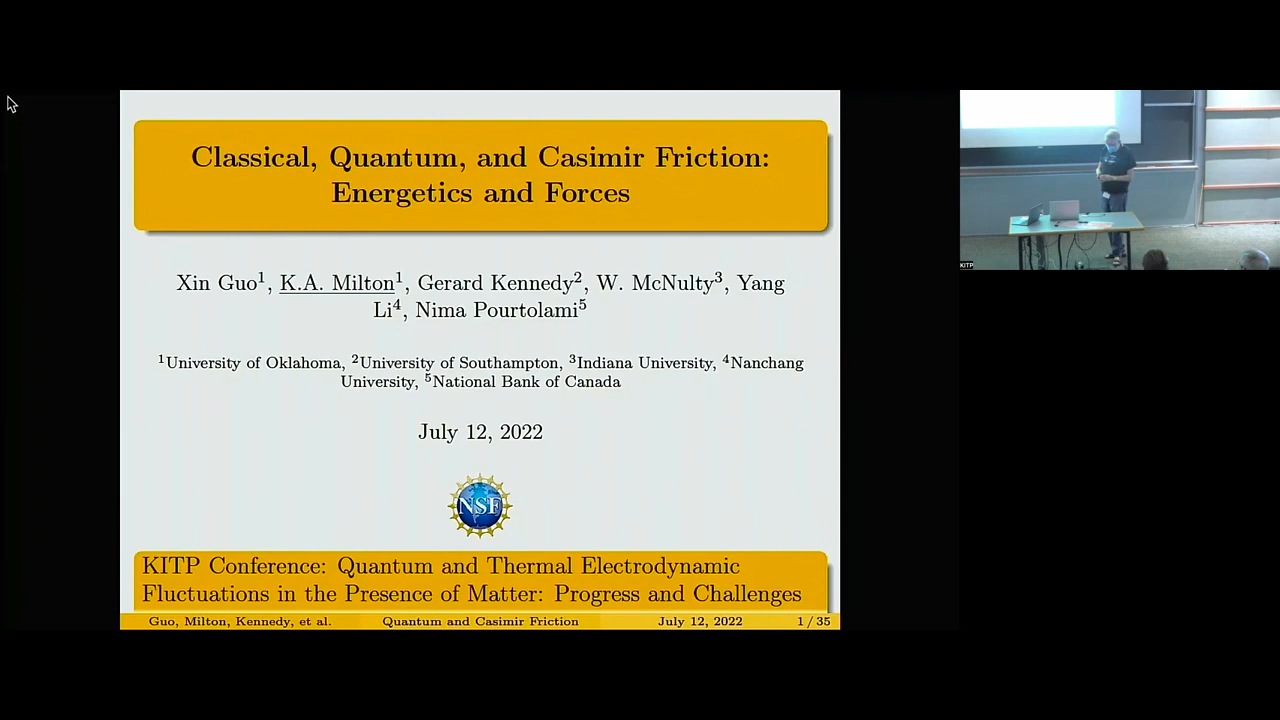 Classical, Quantum, and Casimir Friction:
Energetics and Forces
Xin Guo¹, K.A. Milton¹, Gerard Kennedy², W. McNulty³, Yang
Li⁴, Nima Pourtolami⁵
¹University of Oklahoma, ²University of Southampton, ³Indiana University, ⁴Nanchang
University, ⁵National Bank of Canada
July 12, 2022
NSF
KITP Conference: Quantum and Thermal Electrodynamic
Fluctuations in the Presence of Matter: Progress and Challenges
Guo, Milton, Kennedy, et al. Quantum and Casimir Friction July 12, 2022 1 / 35
KITP